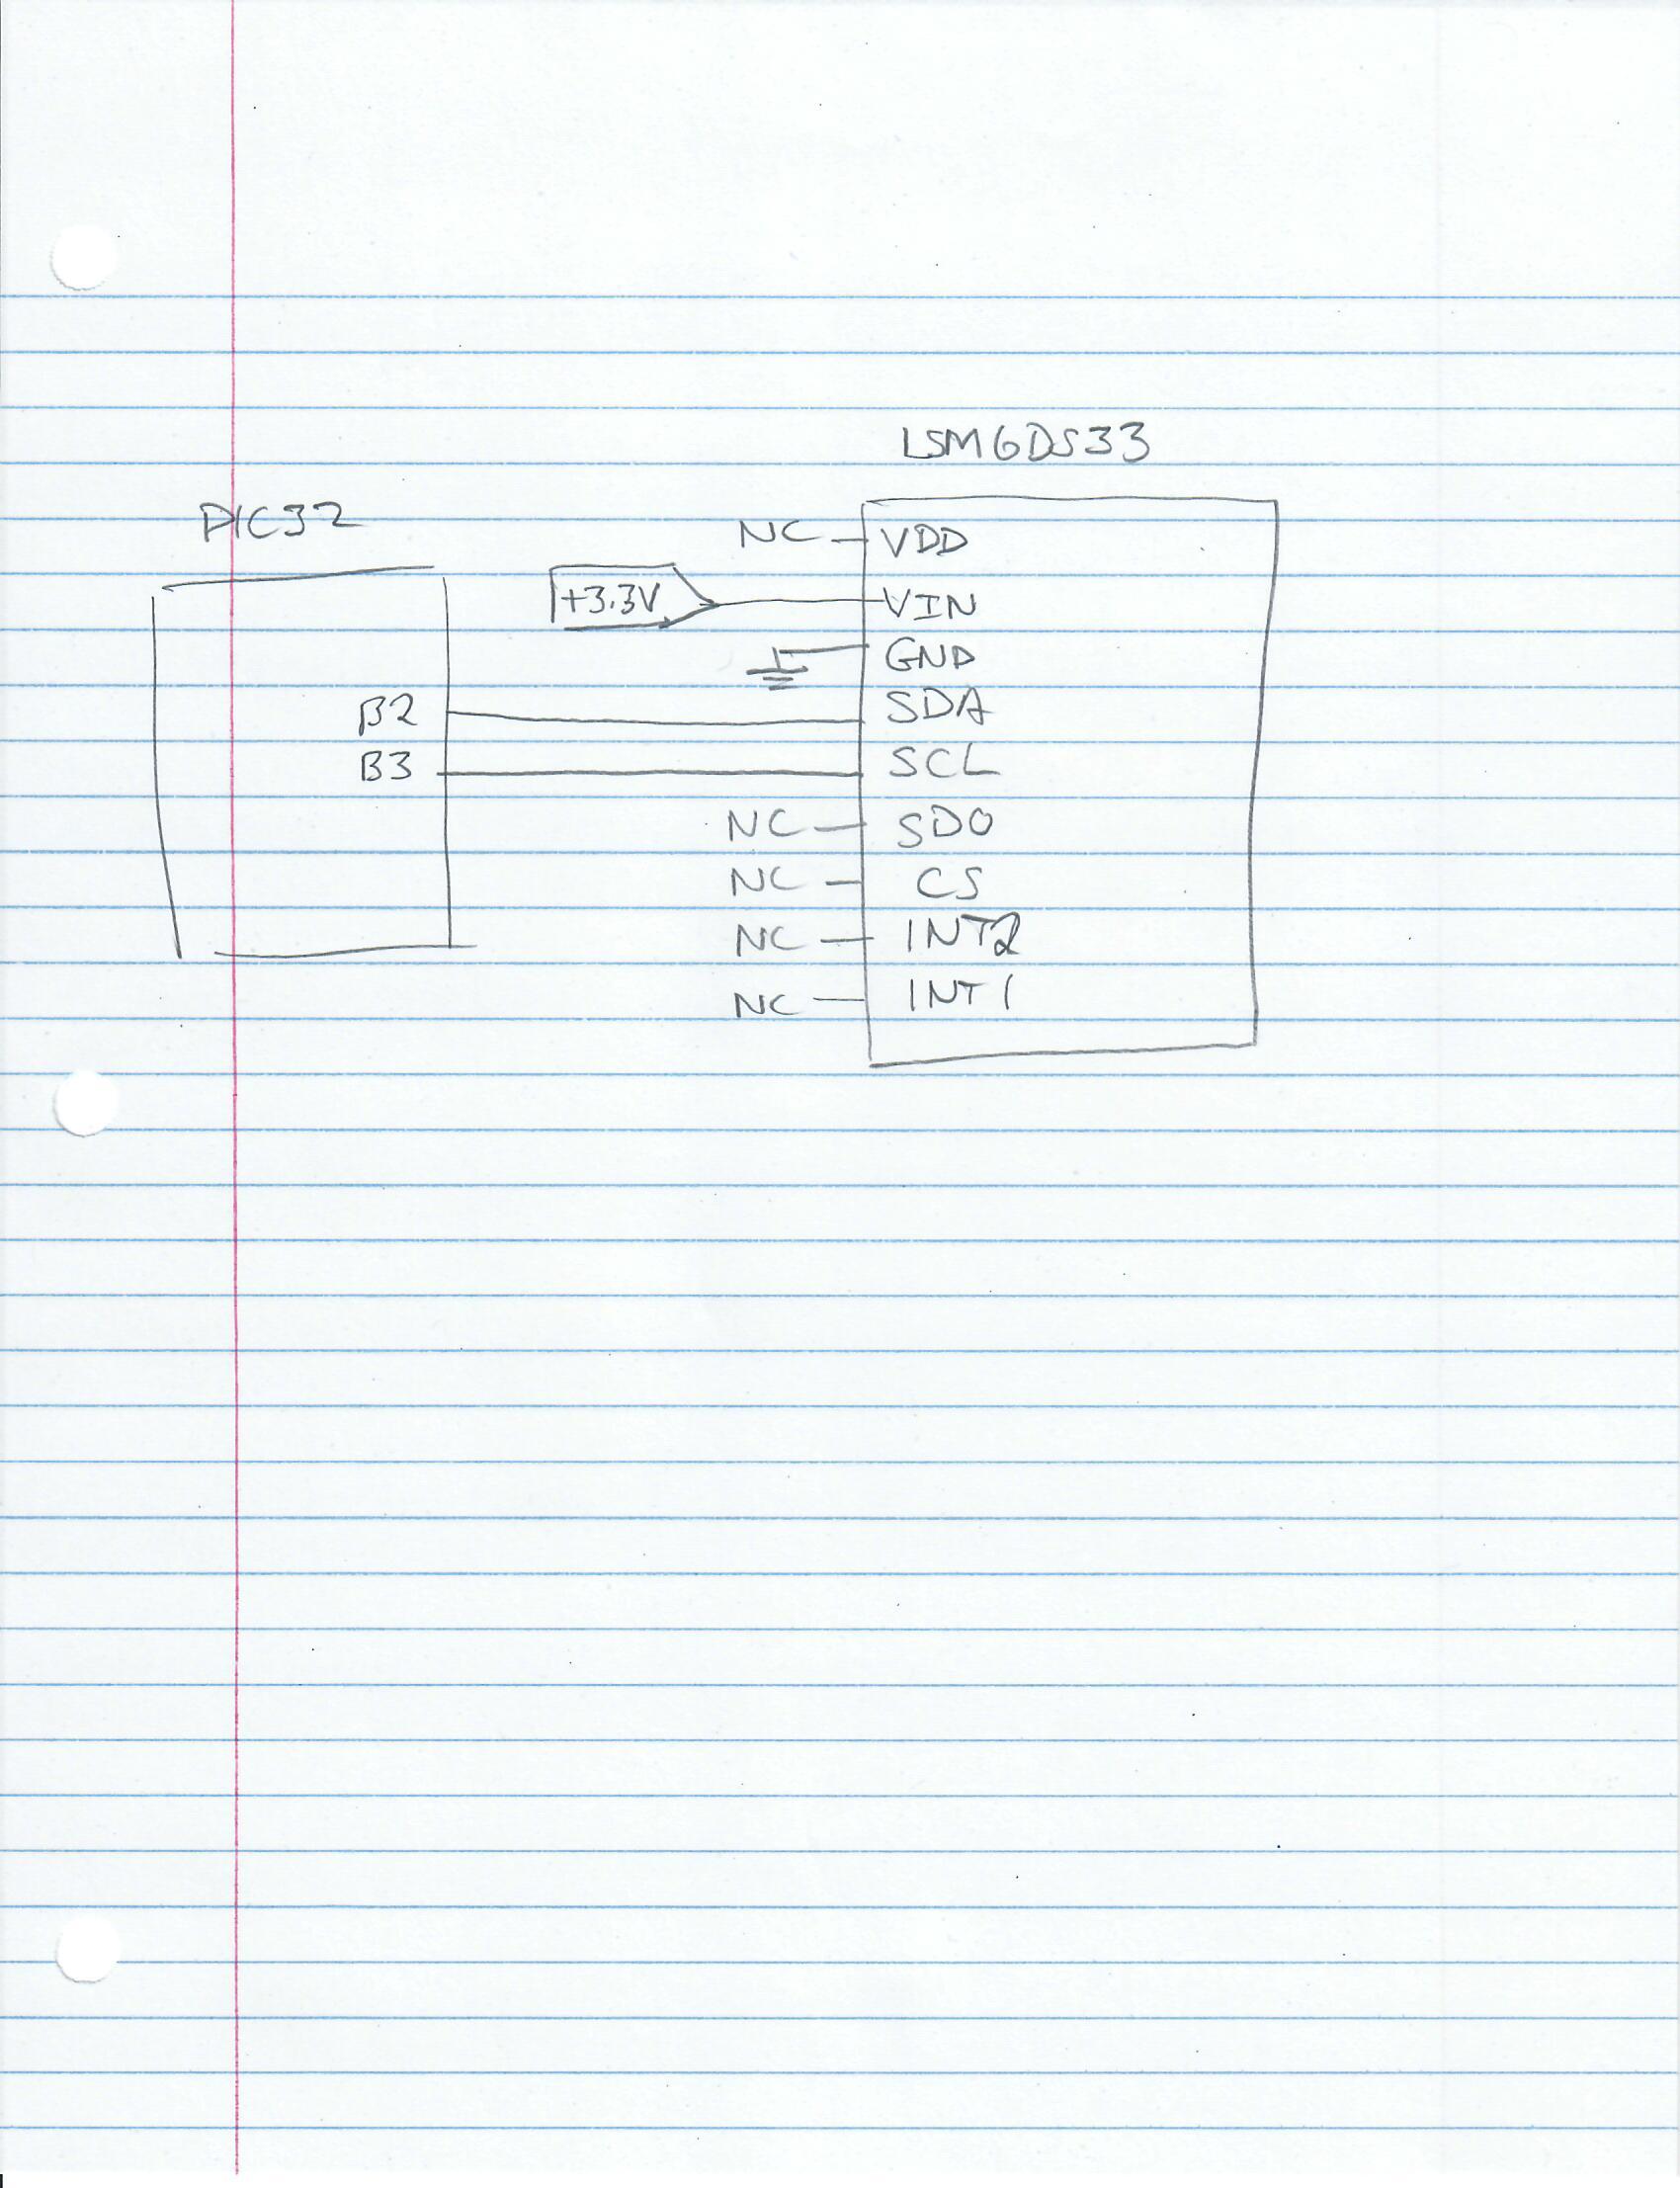 LSM6DS33
PIC32
NC VDD
+3.3V VIN
GND
B2 SDA
B3 SCL
NC SDO
NC CS
NC INT2
NC INT1